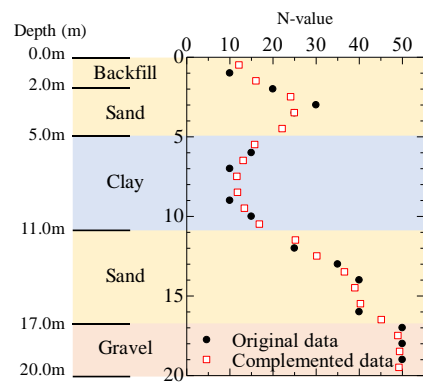 N-value
Depth (m)
0 10 20 30 40 50
0.0m
0
Backfill
2.0m
Sand
5.0m
5
Clay
10
11.0m
Sand
15
17.0m
Original data
Gravel
Complemented data
20.0m
20